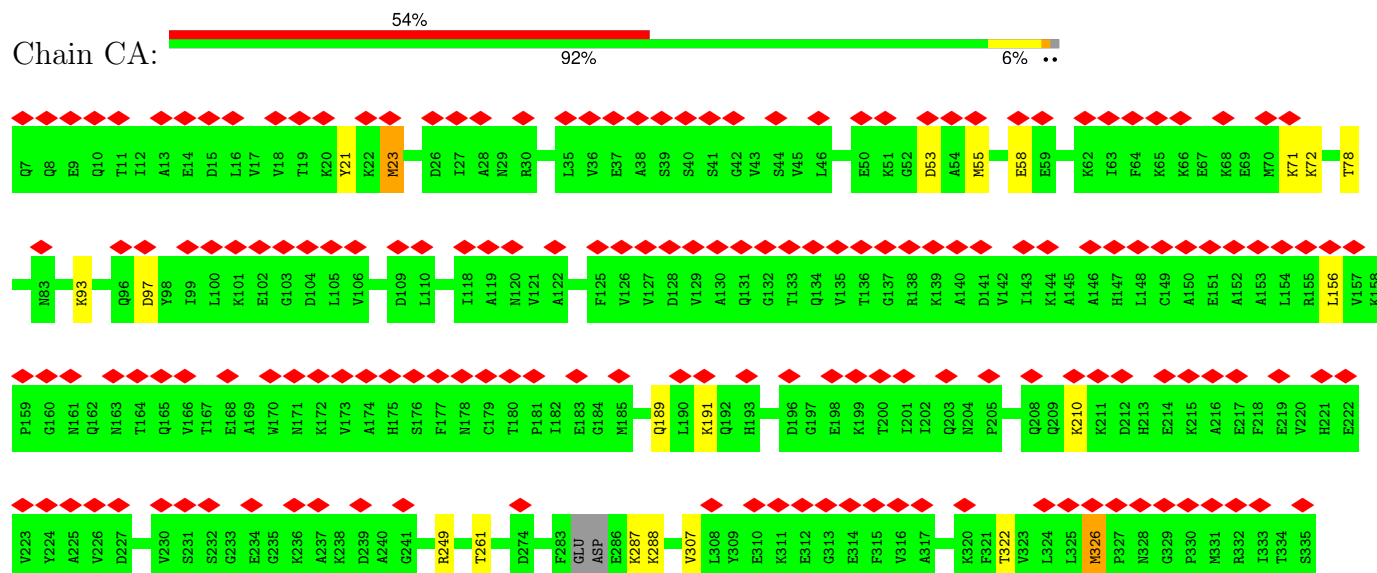 54%
Chain CA:
92%
6%
••
Q7 Q8 E9 Q10 T11 I12 A13 E14 D15 L16 V17 V18 T19 K20 Y21 K22 M23 D26 I27 A28 N29 R30 L35 V36 E37 A38 S39 S40 S41 G42 V43 S44 V45 L46 E50 K51 G52 D53 A54 M55 E58 E59 K62 I63 F64 K65 K66 E67 K68 E69 M70 K71 K72 T78
N83 K93 Q96 D97 Y98 I99 L100 K101 E102 G103 D104 L105 V106 D109 L110 I118 A119 N120 V121 A122 F125 V126 V127 D128 V129 A130 Q131 G132 T133 Q134 V135 T136 G137 R138 K139 A140 D141 V142 I143 K144 A145 A146 H147 L148 C149 A150 E151 A152 A153 L154 R155 L156 V157 K158
P159 G160 N161 Q162 N163 T164 Q165 V166 T167 E168 A169 W170 N171 K172 V173 A174 H175 S176 F177 N178 C179 T180 P181 I182 E183 G184 M185 Q189 L190 K191 Q192 H193 D196 G197 E198 K199 T200 I201 I202 Q203 N204 P205 Q208 Q209 K210 K211 D212 H213 E214 K215 A216 E217 F218 E219 V220 H221 E222
V223 Y224 A225 V226 D227 V230 S231 S232 G233 E234 G235 K236 A237 K238 D239 A240 G241 R249 T261 D274 F283 GLU ASP E286 K287 K288 V307 L308 Y309 E310 K311 E312 G313 E314 F315 V316 A317 K320 F321 T322 V323 L324 L325 M326 P327 N328 G329 P330 M331 R332 I333 T334 S335